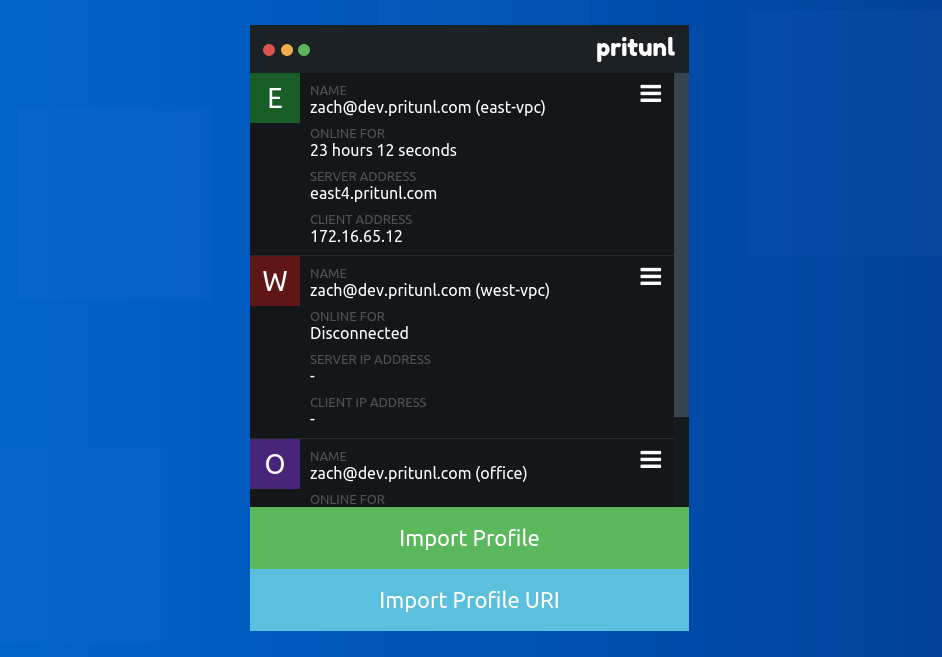 pritunl
E
NAME
zach@dev.pritunl.com (east-vpc)
ONLINE FOR
23 hours 12 seconds
SERVER ADDRESS
east4.pritunl.com
CLIENT ADDRESS
172.16.65.12
W
NAME
zach@dev.pritunl.com (west-vpc)
ONLINE FOR
Disconnected
SERVER IP ADDRESS
-
CLIENT IP ADDRESS
-
O
NAME
zach@dev.pritunl.com (office)
ONLINE FOR
Import Profile
Import Profile URI